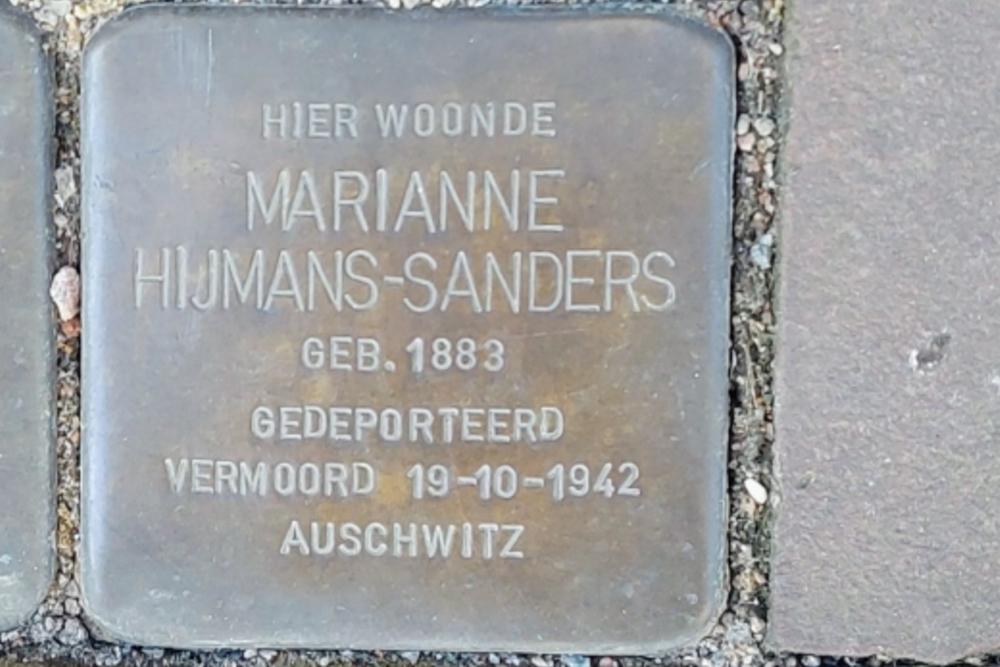 HIER WOONDE
MARIANNE
HIJMANS-SANDERS
GEB. 1883
GEDEPORTEERD
VERMOORD 19-10-1942
AUSCHWITZ